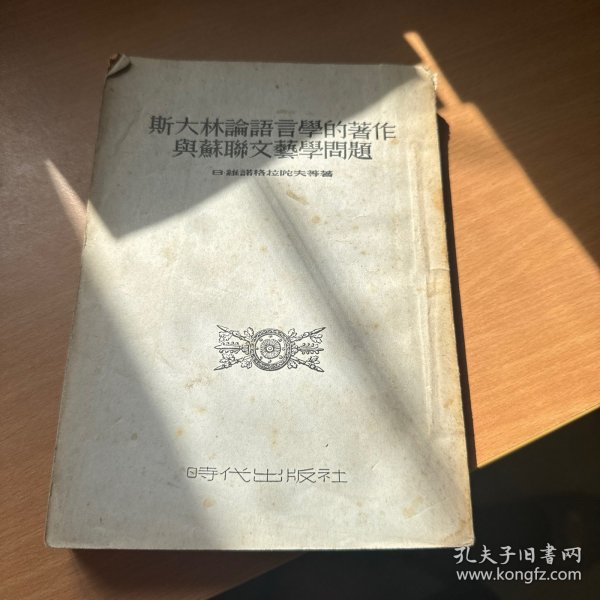 斯大林論語言學的著作
與蘇聯文藝學問題
日·維諾格拉陀夫等著
時代出版社
孔夫子旧书网
www.kongfz.com